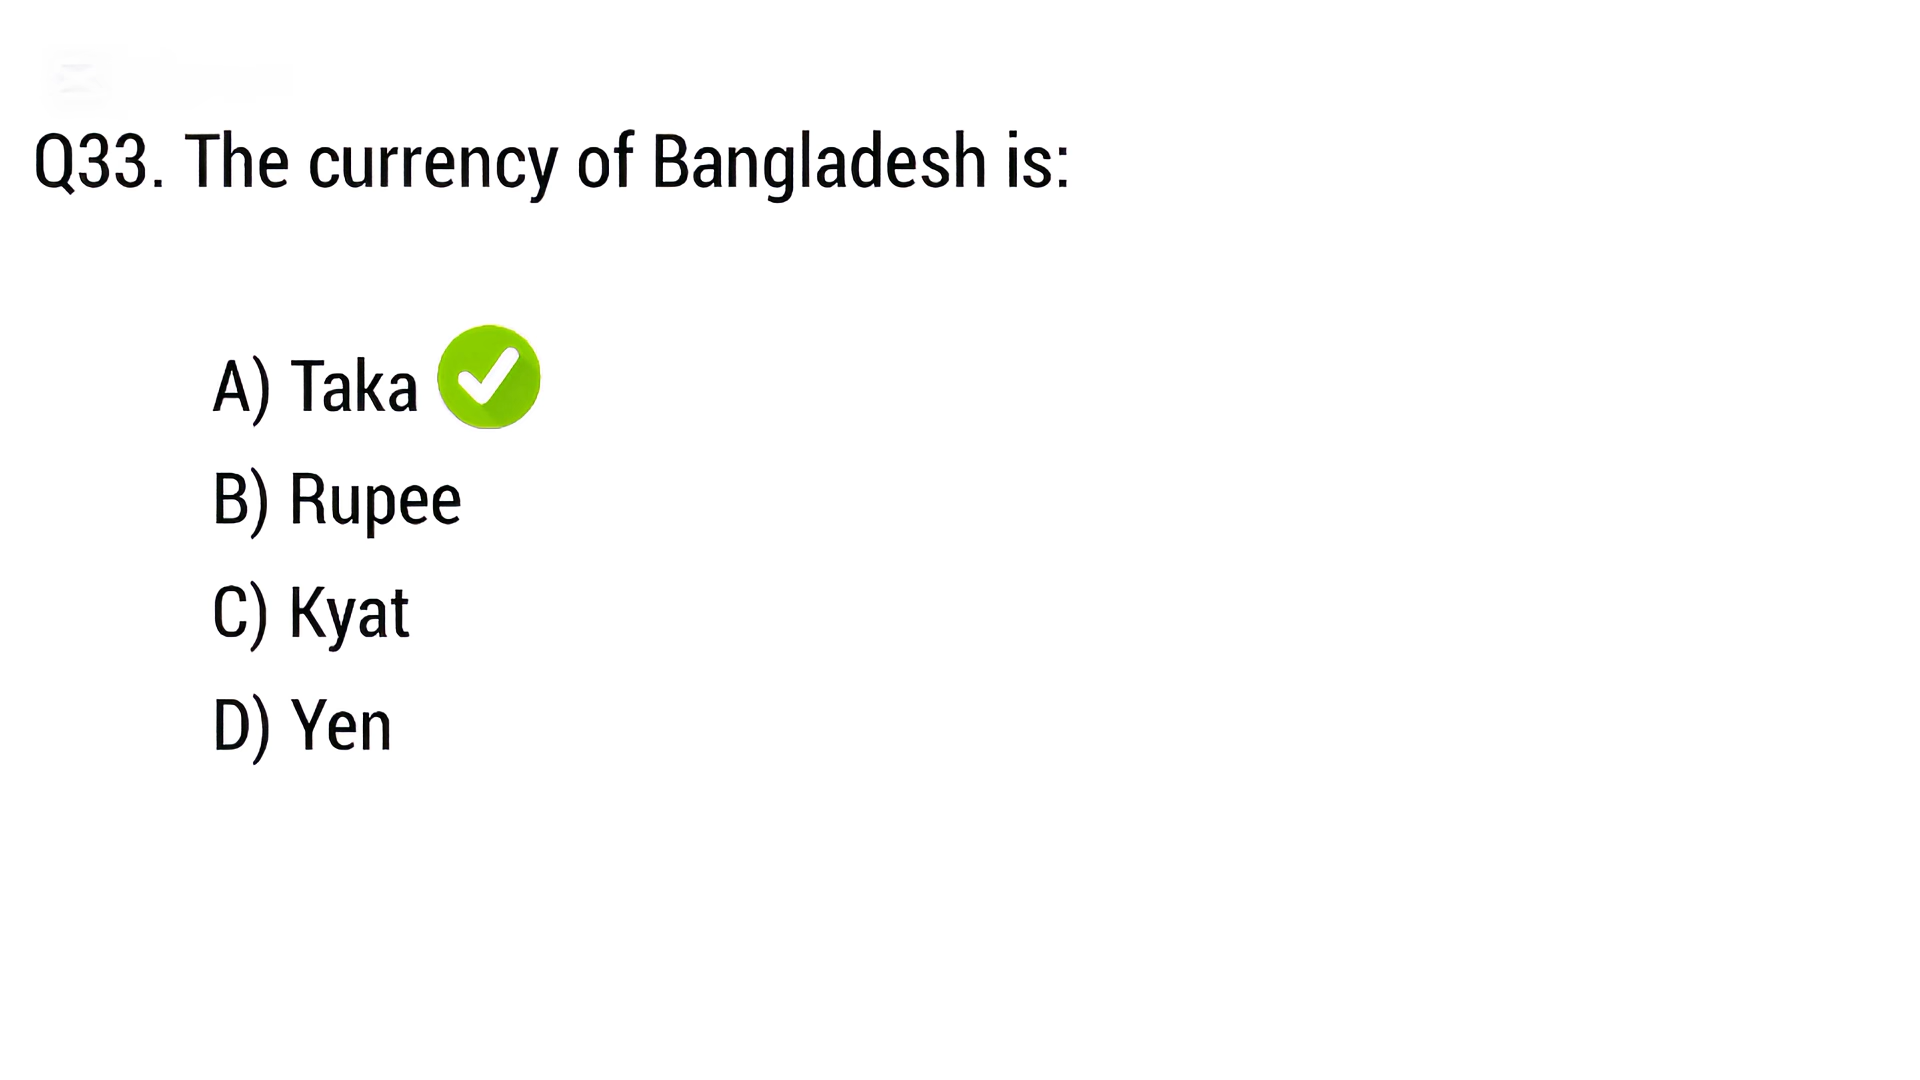 Q33. The currency of Bangladesh is:
A) Taka
B) Rupee
C) Kyat
D) Yen